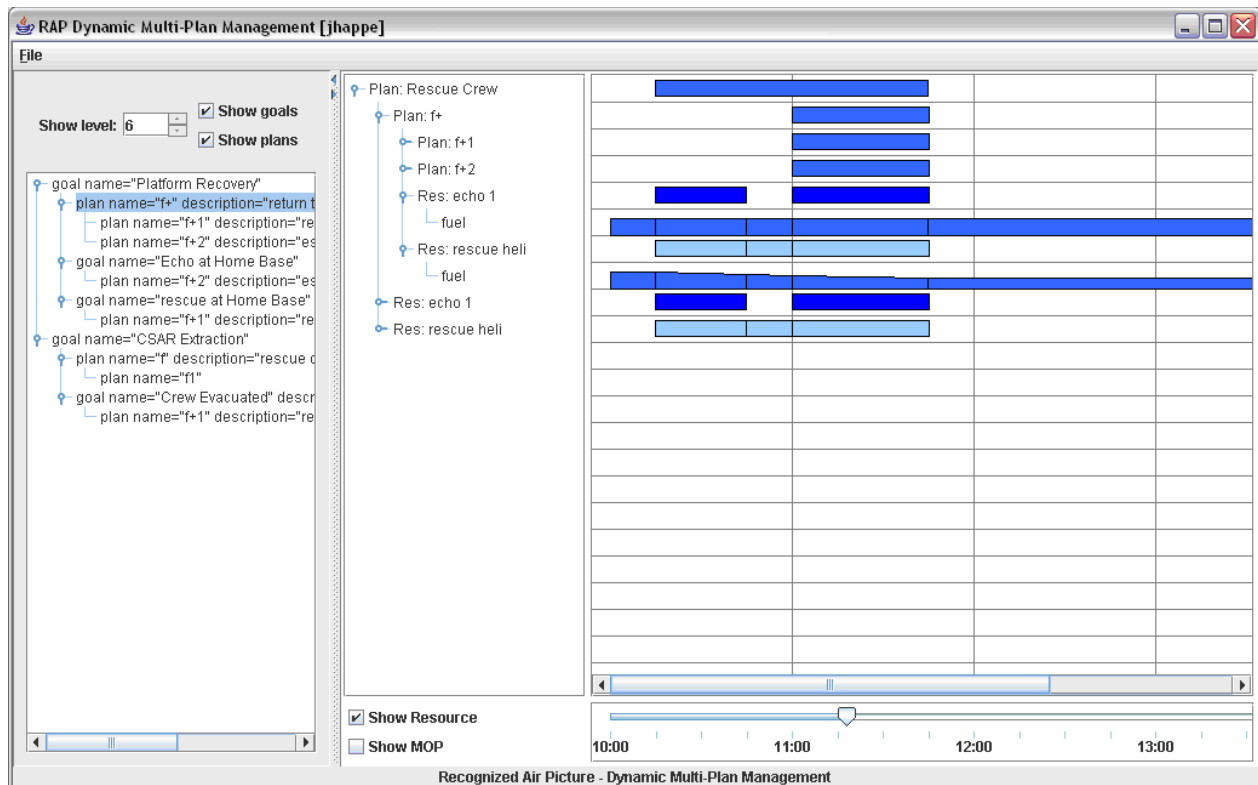 RAP Dynamic Multi-Plan Management [jhappe]
File
Show level: 6
Show goals
Show plans
goal name="Platform Recovery"
plan name="f+" description="return t
plan name="f+1" description="re
plan name="f+2" description="es
goal name="Echo at Home Base"
plan name="f+2" description="es
goal name="rescue at Home Base"
plan name="f+1" description="re
goal name="CSAR Extraction"
plan name="f" description="rescue c
plan name="f1"
goal name="Crew Evacuated" descr
plan name="f+1" description="re
Plan: Rescue Crew
Plan: f+
Plan: f+1
Plan: f+2
Res: echo 1
fuel
Res: rescue heli
fuel
Res: echo 1
Res: rescue heli
Show Resource
Show MOP
10:00 11:00 12:00 13:00
Recognized Air Picture - Dynamic Multi-Plan Management